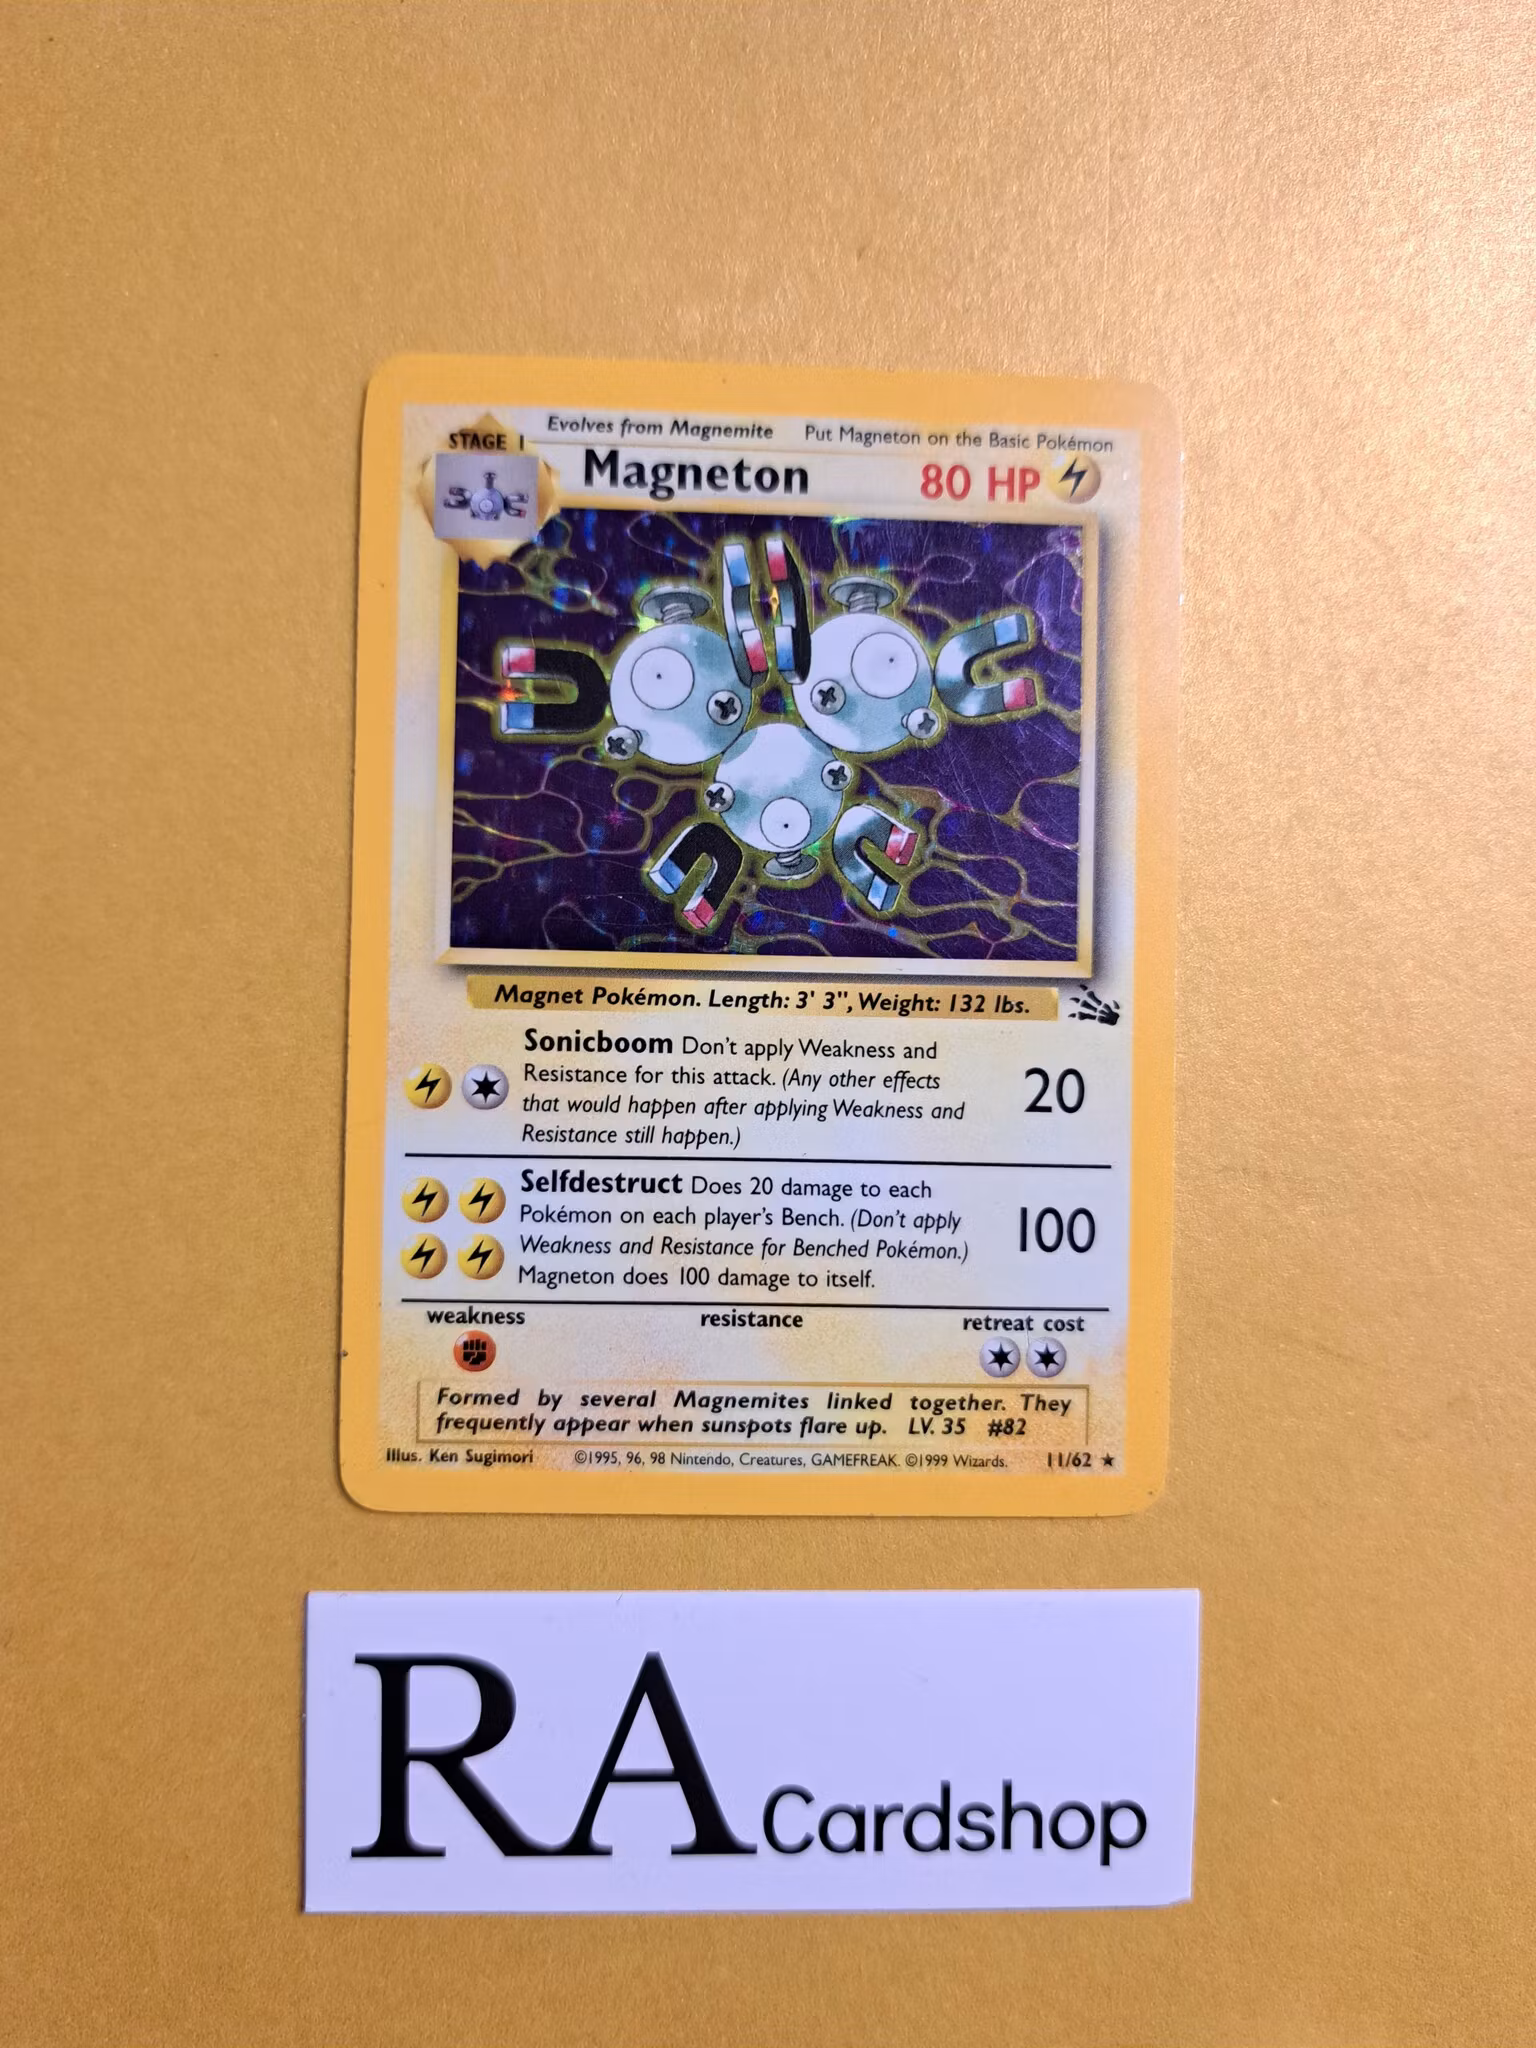 Evolves from Magnemite Put Magneton on the Basic Pokémon
STAGE 1
Magneton 80 HP
Magnet Pokémon. Length: 3' 3", Weight: 132 lbs.
Sonicboom Don't apply Weakness and
Resistance for this attack. (Any other effects
that would happen after applying Weakness and
Resistance still happen.)
20
Selfdestruct Does 20 damage to each
Pokémon on each player's Bench. (Don't apply
Weakness and Resistance for Benched Pokémon.)
Magneton does 100 damage to itself.
100
weakness resistance retreat cost
Formed by several Magnemites linked together. They
frequently appear when sunspots flare up. LV. 35 #82
Illus. Ken Sugimori ©1995, 96, 98 Nintendo, Creatures, GAMEFREAK. ©1999 Wizards. 11/62 ★
RA Cardshop